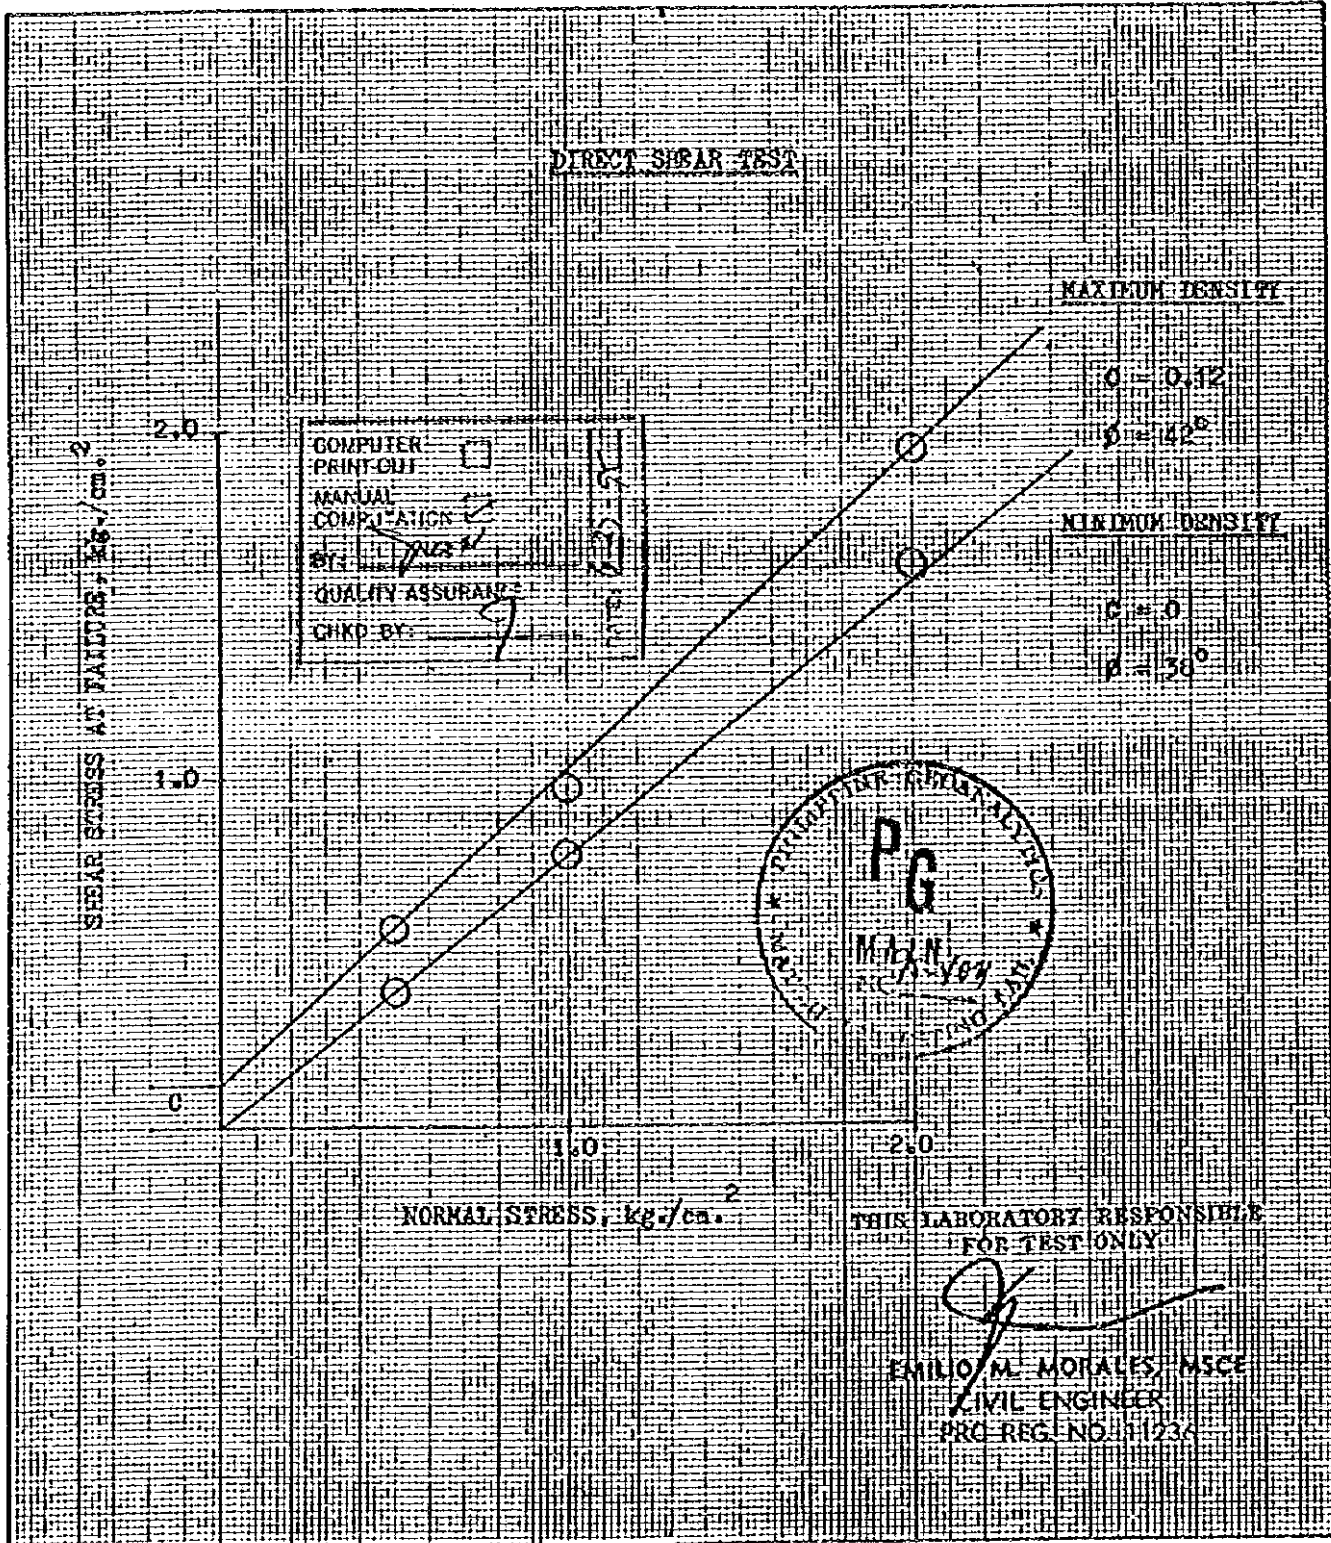 DIRECT SHEAR TEST
MAXIMUM DENSITY
C = 0.12
Ø = 42°
MINIMUM DENSITY
C = 0
Ø = 38°
2.0
1.0
C
SHEAR STRESS AT FAILURE, kg./cm.²
COMPUTER
PRINT-OUT
MANUAL
COMPUTATION
BY:
QUALITY ASSURANCE
CHKD BY:
PHILIPPINE GEOANALYTICS
PG
1.0
2.0
NORMAL STRESS, kg./cm.²
THIS LABORATORY RESPONSIBLE
FOR TEST ONLY
EMILIO M. MORALES, MSCE
CIVIL ENGINEER
PRC REG. NO. 11236